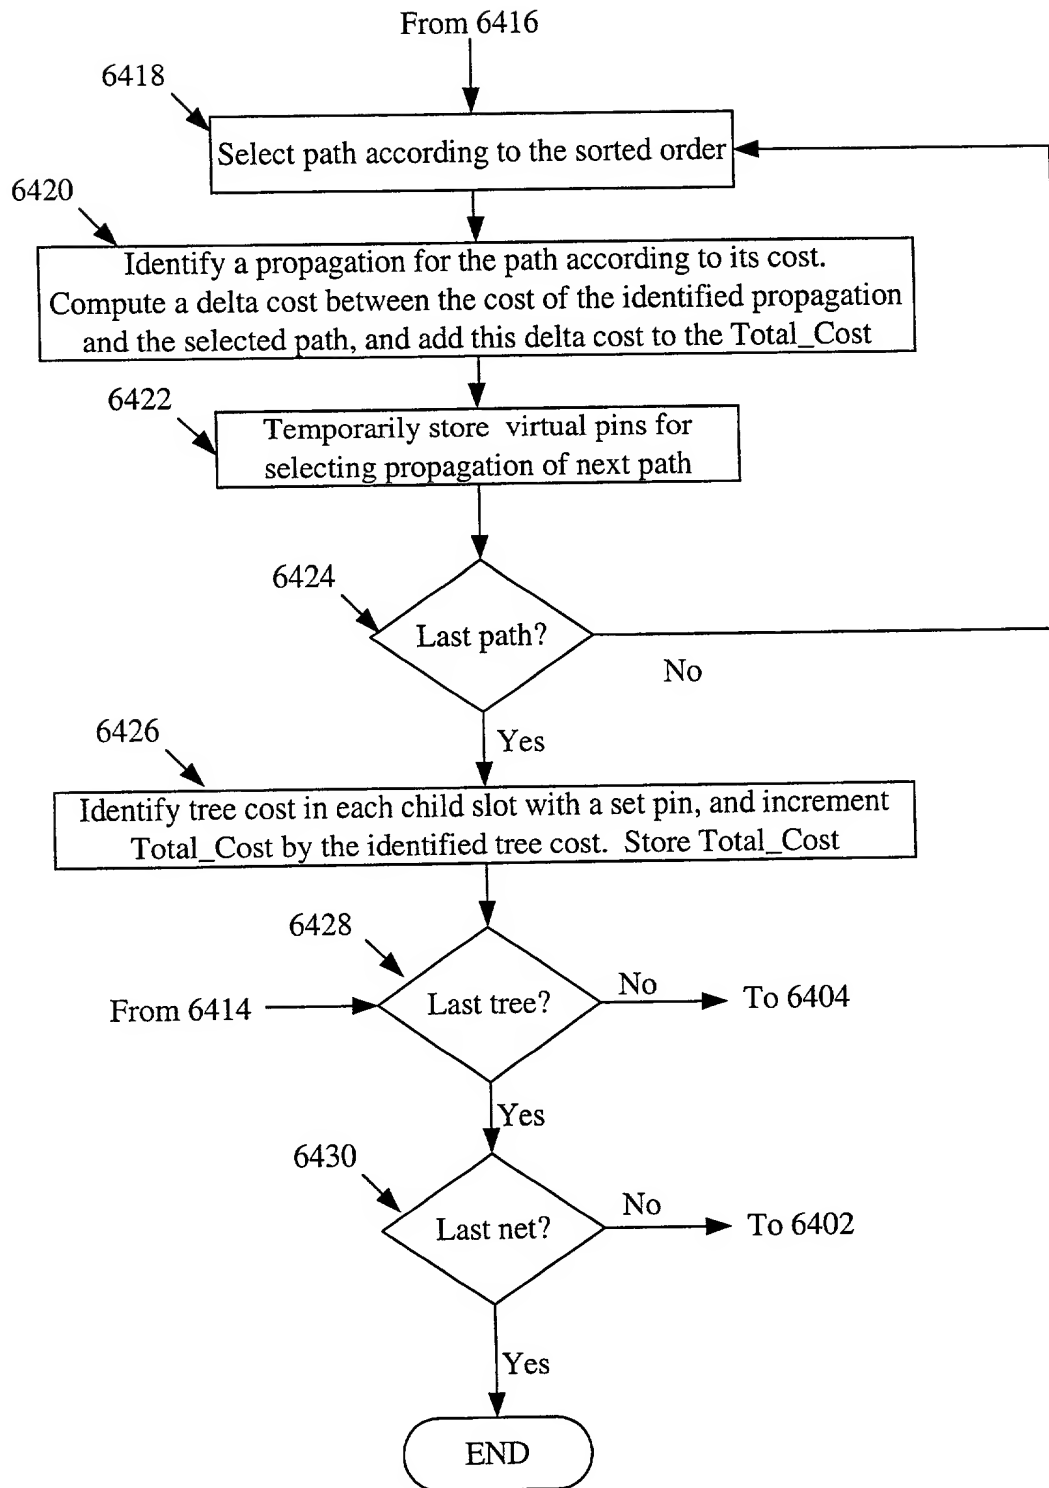 From 6416
6418
Select path according to the sorted order
6420
Identify a propagation for the path according to its cost.
Compute a delta cost between the cost of the identified propagation
and the selected path, and add this delta cost to the Total_Cost
6422
Temporarily store virtual pins for
selecting propagation of next path
6424
Last path?
No
Yes
6426
Identify tree cost in each child slot with a set pin, and increment
Total_Cost by the identified tree cost. Store Total_Cost
6428
From 6414
Last tree?
No
To 6404
Yes
6430
Last net?
No
To 6402
Yes
END